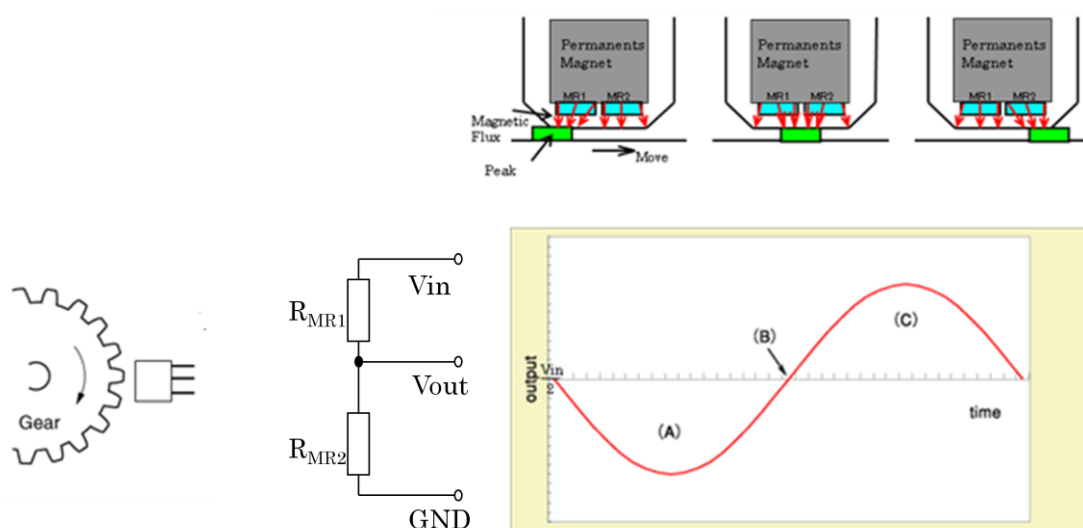 Permanents
Magnet
MR1
MR2
Permanents
Magnet
MR1
MR2
Permanents
Magnet
MR1
MR2
Magnetic
Flux
Peak
Move
Gear
Vin
RMR1
Vout
RMR2
GND
output
Vin
2
(A)
(B)
(C)
time